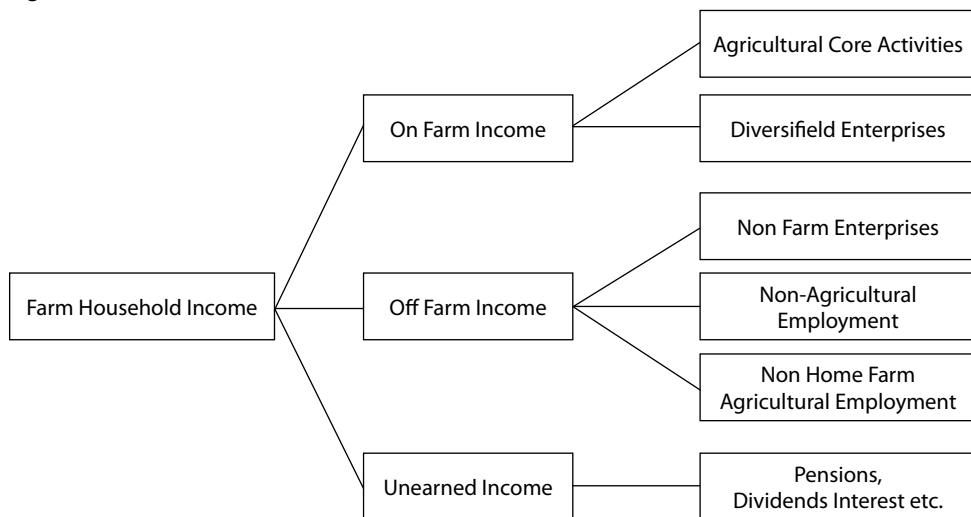 Agricultural Core Activities
On Farm Income
Diversifield Enterprises
Non Farm Enterprises
Farm Household Income
Off Farm Income
Non-Agricultural
Employment
Non Home Farm
Agricultural Employment
Unearned Income
Pensions,
Dividends Interest etc.